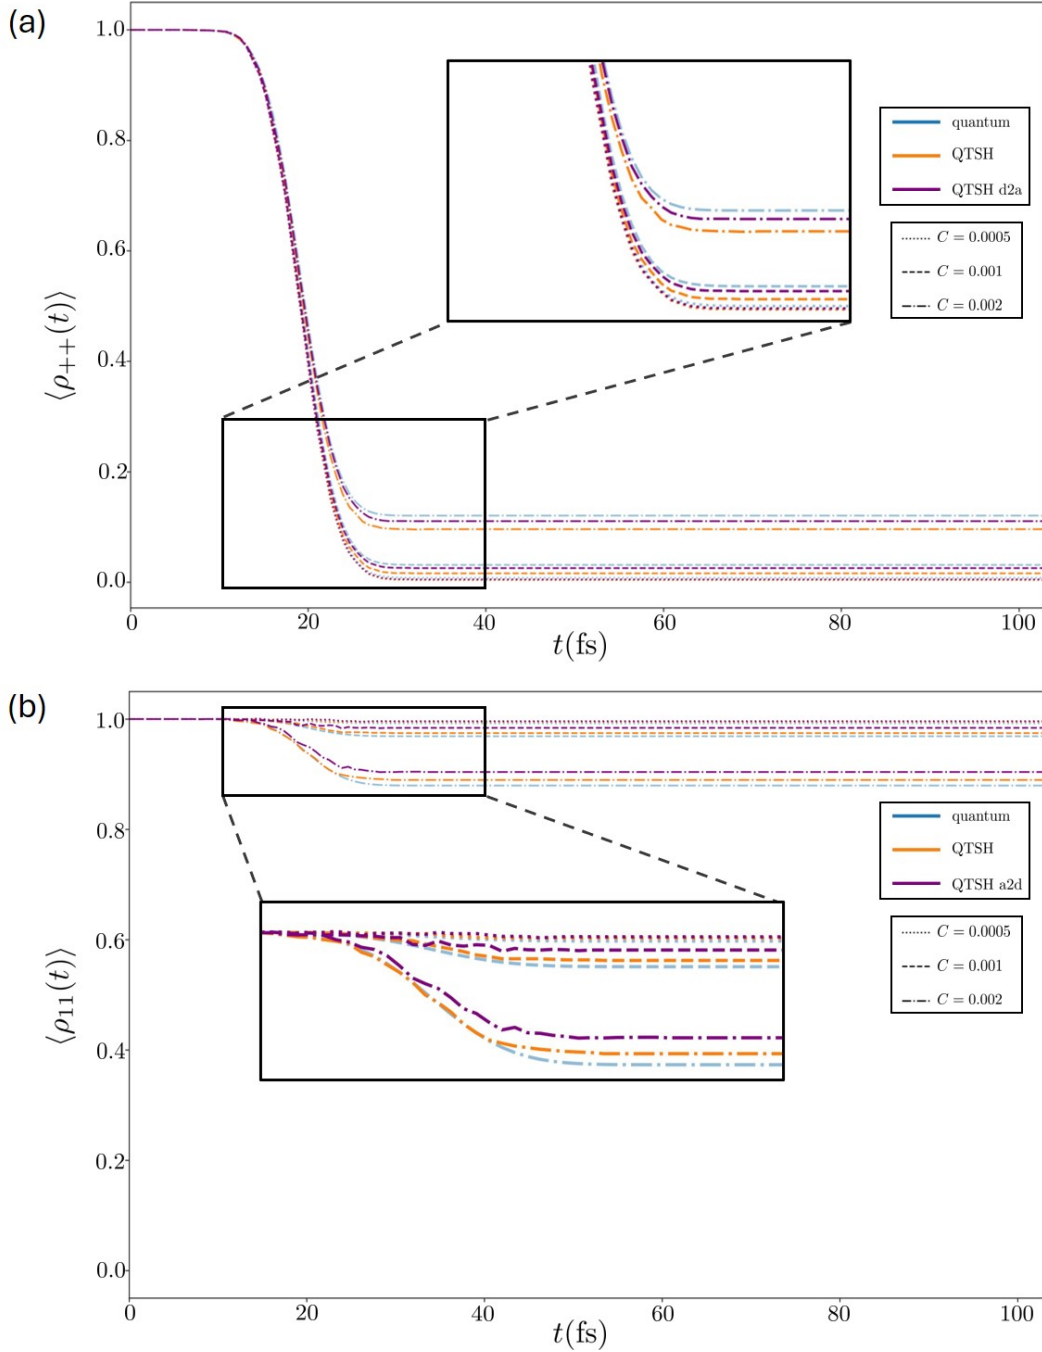 (a)
1.0
0.8
0.6
0.4
0.2
0.0
⟨ρ++(t)⟩
quantum
QTSH
QTSH d2a
C = 0.0005
C = 0.001
C = 0.002
0 20 40 60 80 100
t(fs)
(b)
1.0
0.8
0.6
0.4
0.2
0.0
⟨ρ11(t)⟩
quantum
QTSH
QTSH a2d
C = 0.0005
C = 0.001
C = 0.002
0 20 40 60 80 100
t(fs)